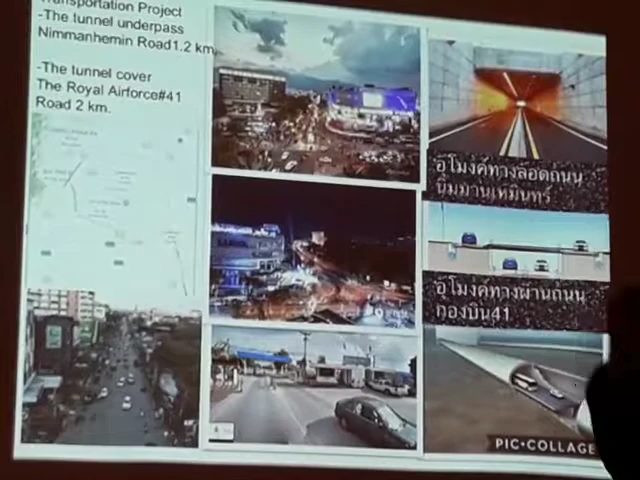 Transportation Project
-The tunnel underpass
Nimmanhemin Road1.2 km
-The tunnel cover
The Royal Airforce#41
Road 2 km.
อุโมงค์ทางลอดถนน
นิมมานเหมินทร์
อุโมงค์ทางผ่านถนน
กองบิน41
PIC•COLLAGE